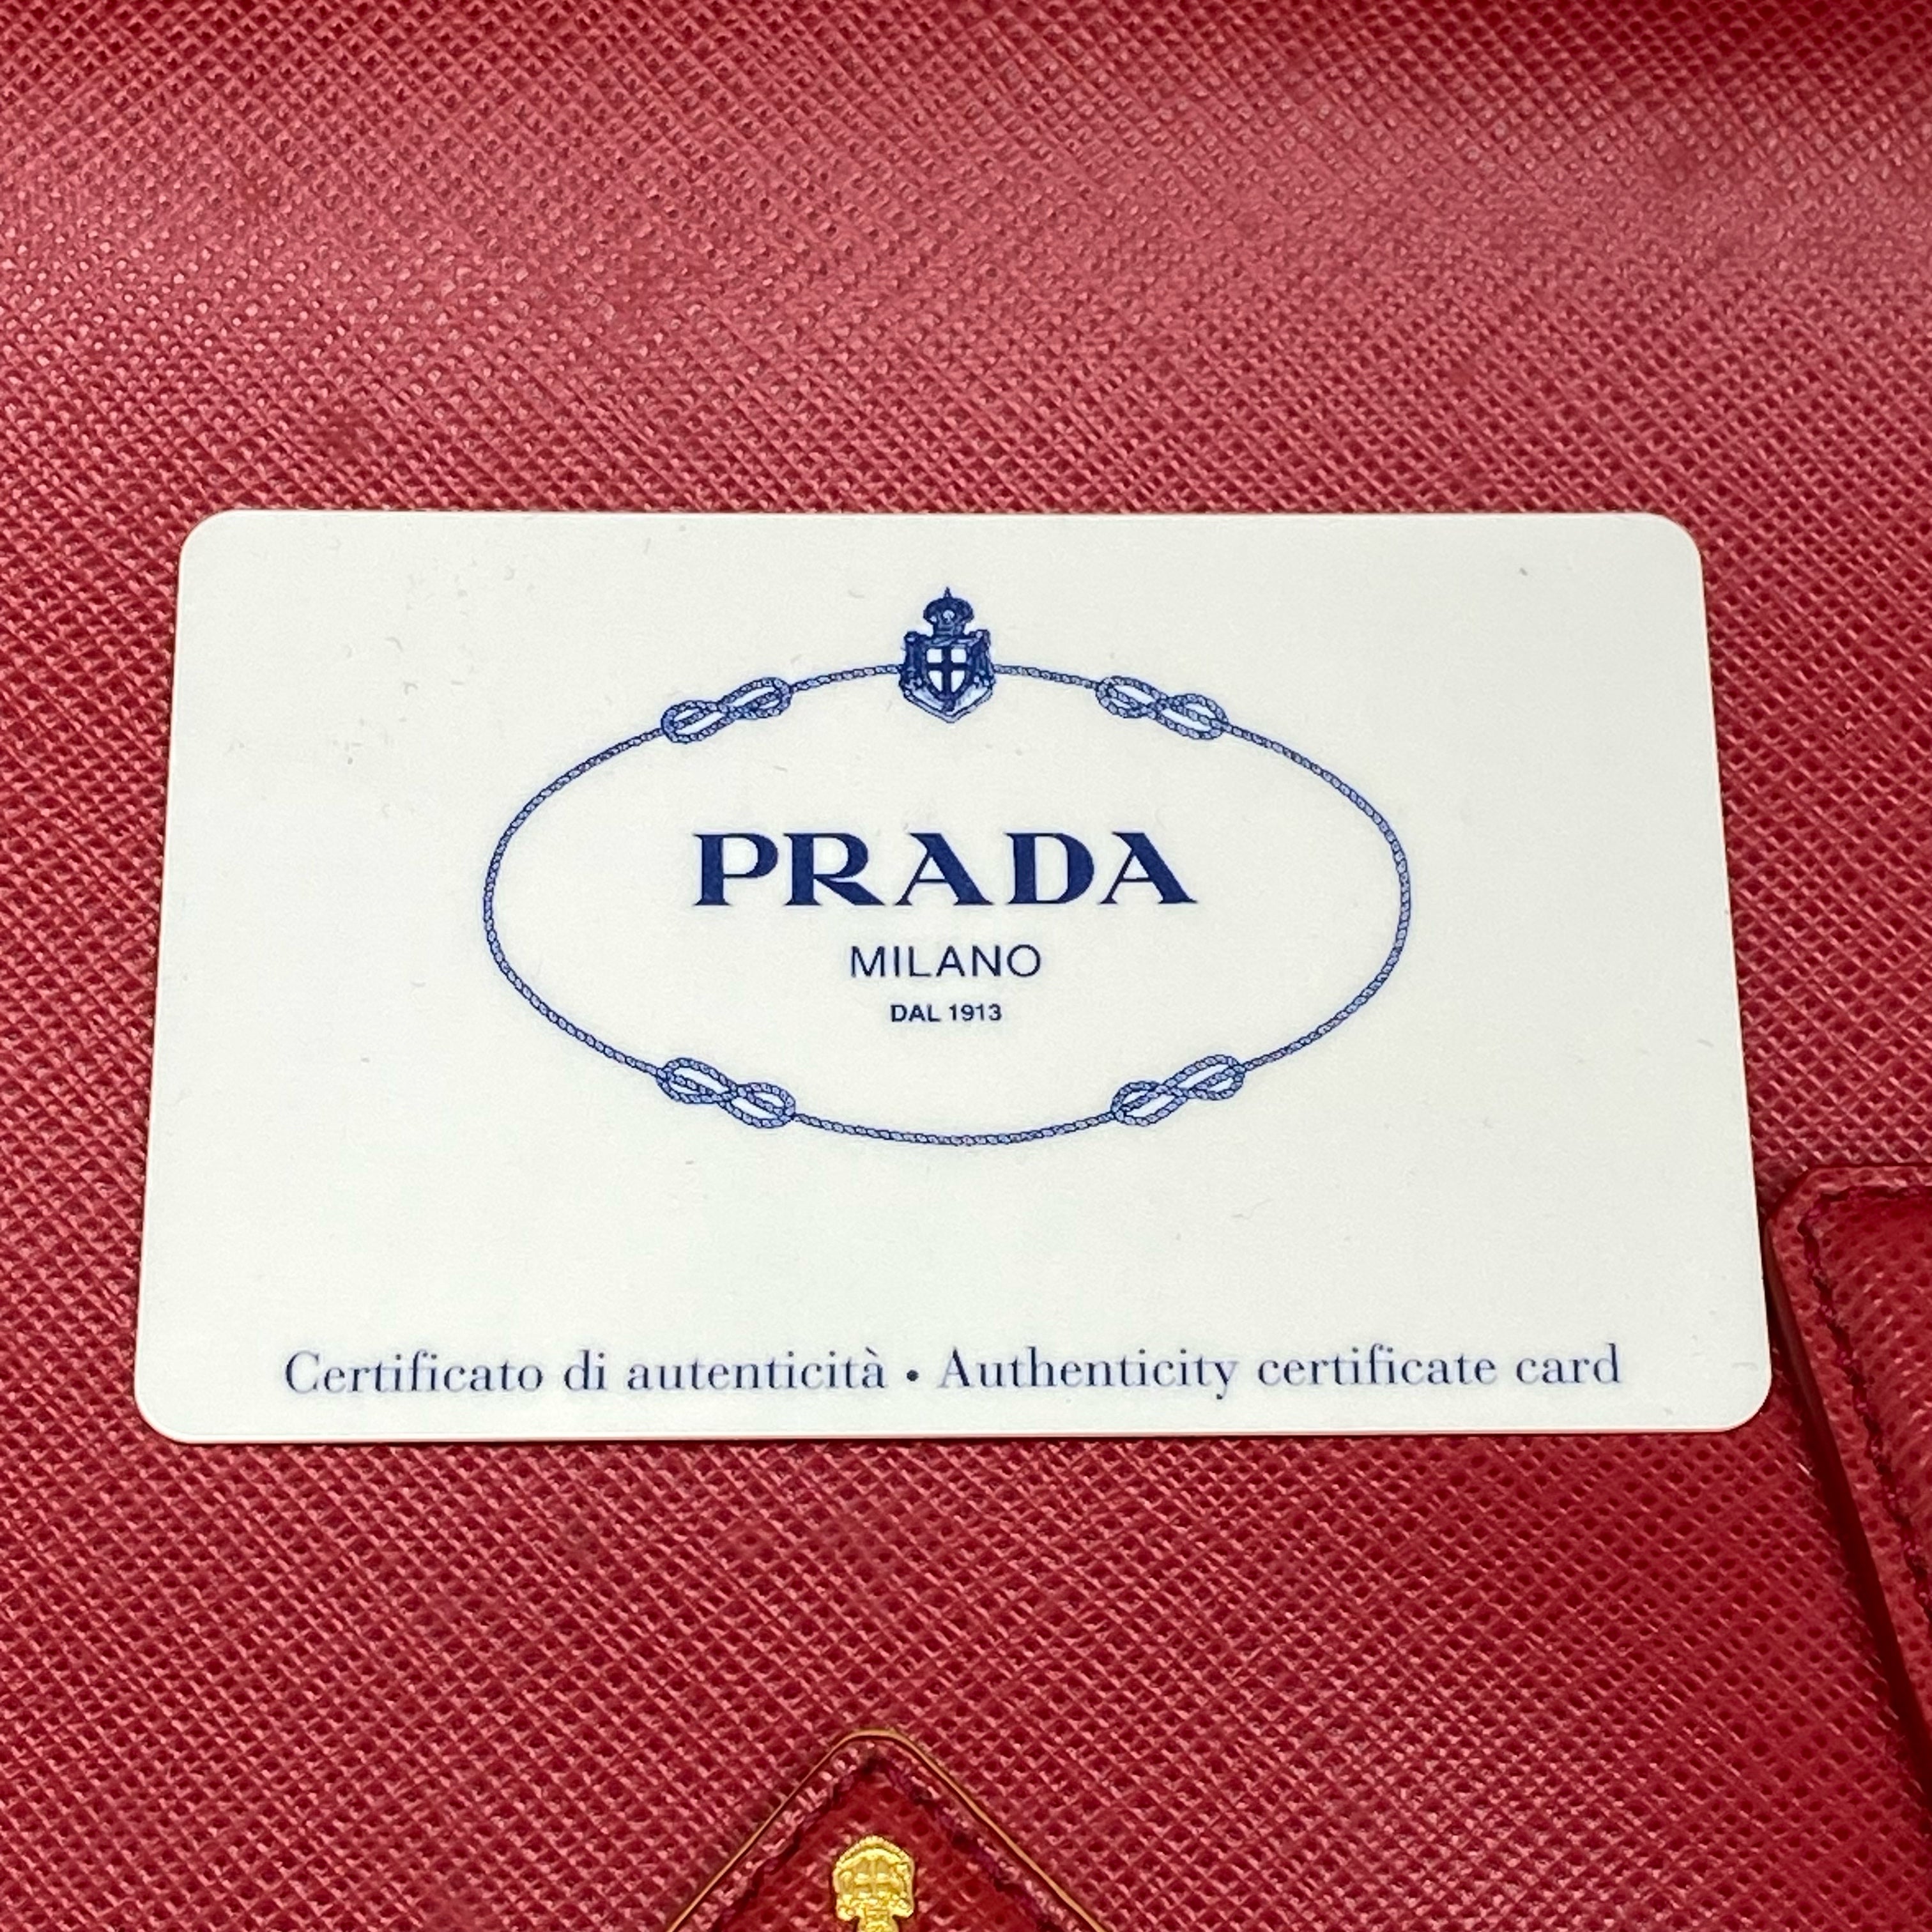 PRADA
MILANO
DAL 1913
Certificato di autenticità • Authenticity certificate card